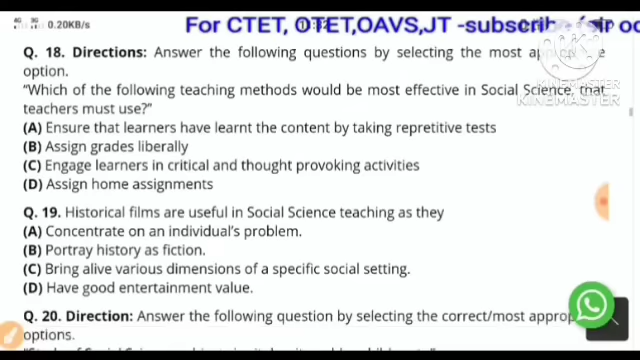 0.20KB/s
For CTET, OTET,OAVS,JT -subscribe
Q. 18. Directions: Answer the following questions by selecting the most
option.
"Which of the following teaching methods would be most effective in Social Science, that
teachers must use?"
(A) Ensure that learners have learnt the content by taking repretitive tests
(B) Assign grades liberally
(C) Engage learners in critical and thought provoking activities
(D) Assign home assignments
KINEMASTER
KINEMASTER
Q. 19. Historical films are useful in Social Science teaching as they
(A) Concentrate on an individual's problem.
(B) Portray history as fiction.
(C) Bring alive various dimensions of a specific social setting.
(D) Have good entertainment value.
Q. 20. Direction: Answer the following question by selecting the correct/most
options.